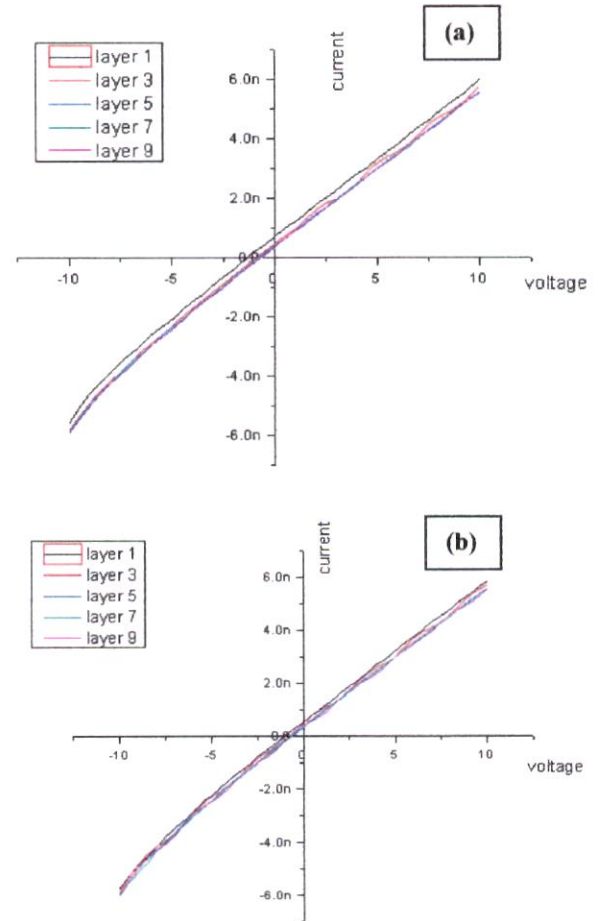 (a)
current
layer 1
layer 3
layer 5
layer 7
layer 9
6.0n
4.0n
2.0n
0.0
-10 -5 0 5 10
voltage
-2.0n
-4.0n
-6.0n
(b)
current
layer 1
layer 3
layer 5
layer 7
layer 9
6.0n
4.0n
2.0n
0.0
-10 -5 0 5 10
voltage
-2.0n
-4.0n
-6.0n